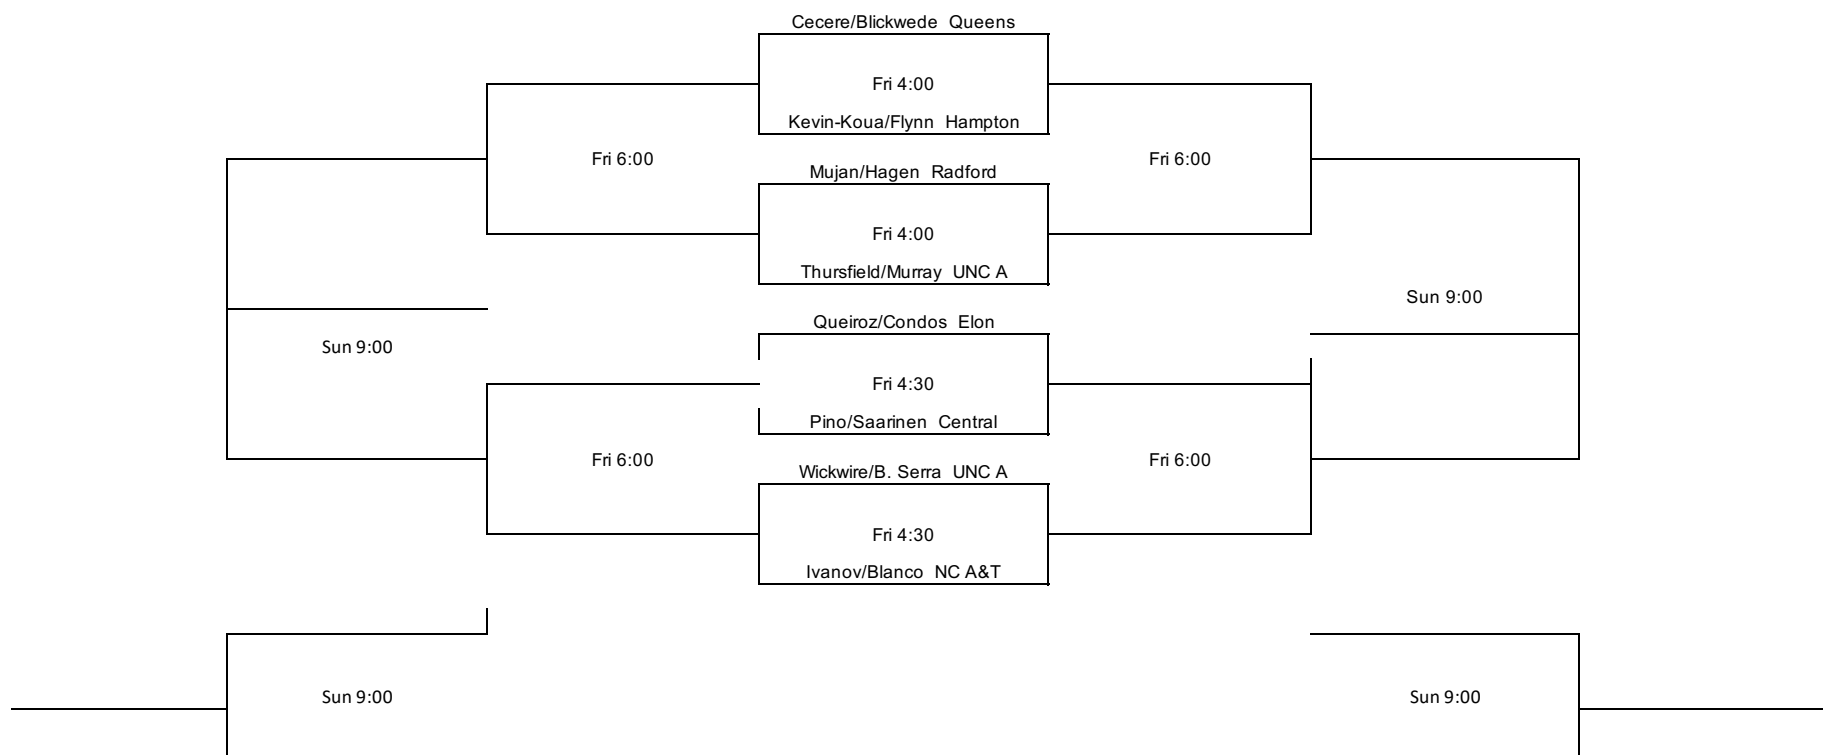 Cecere/Blickwede Queens
Fri 4:00
Kevin-Koua/Flynn Hampton
Fri 6:00
Fri 6:00
Mujan/Hagen Radford
Fri 4:00
Thursfield/Murray UNC A
Sun 9:00
Queiroz/Condos Elon
Sun 9:00
Fri 4:30
Pino/Saarinen Central
Fri 6:00
Fri 6:00
Wickwire/B. Serra UNC A
Fri 4:30
Ivanov/Blanco NC A&T
Sun 9:00
Sun 9:00